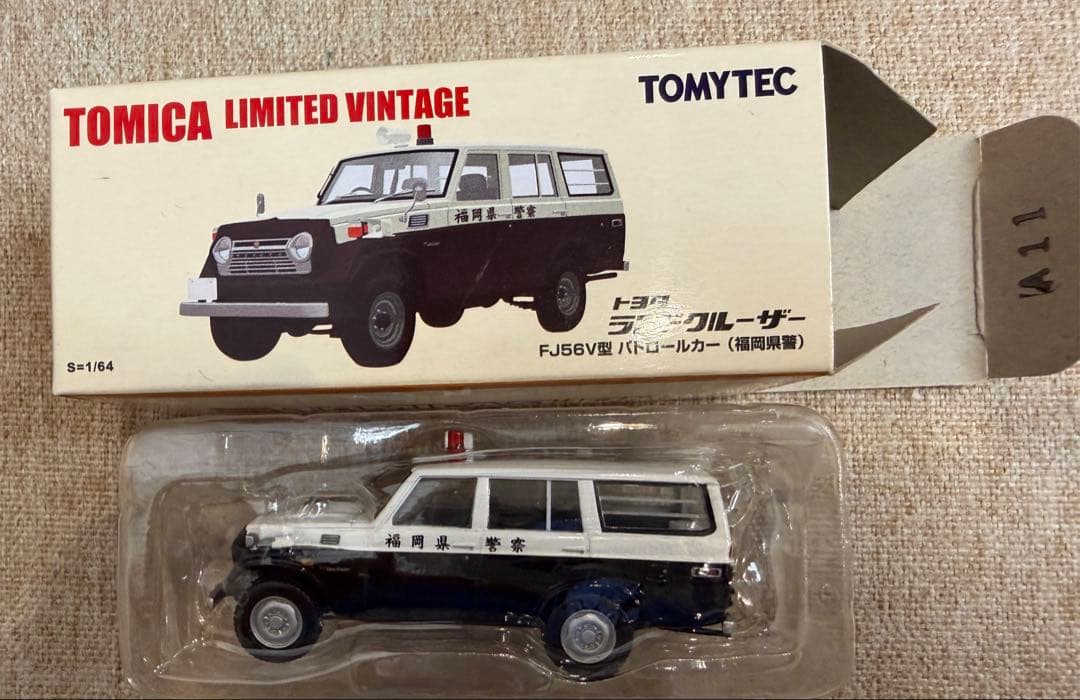 TOMICA LIMITED VINTAGE
TOMYTEC
福岡県 警察
トヨタ
ランドクルーザー
FJ56V型 パトロールカー（福岡県警）
S=1/64
A11
福岡県 警察